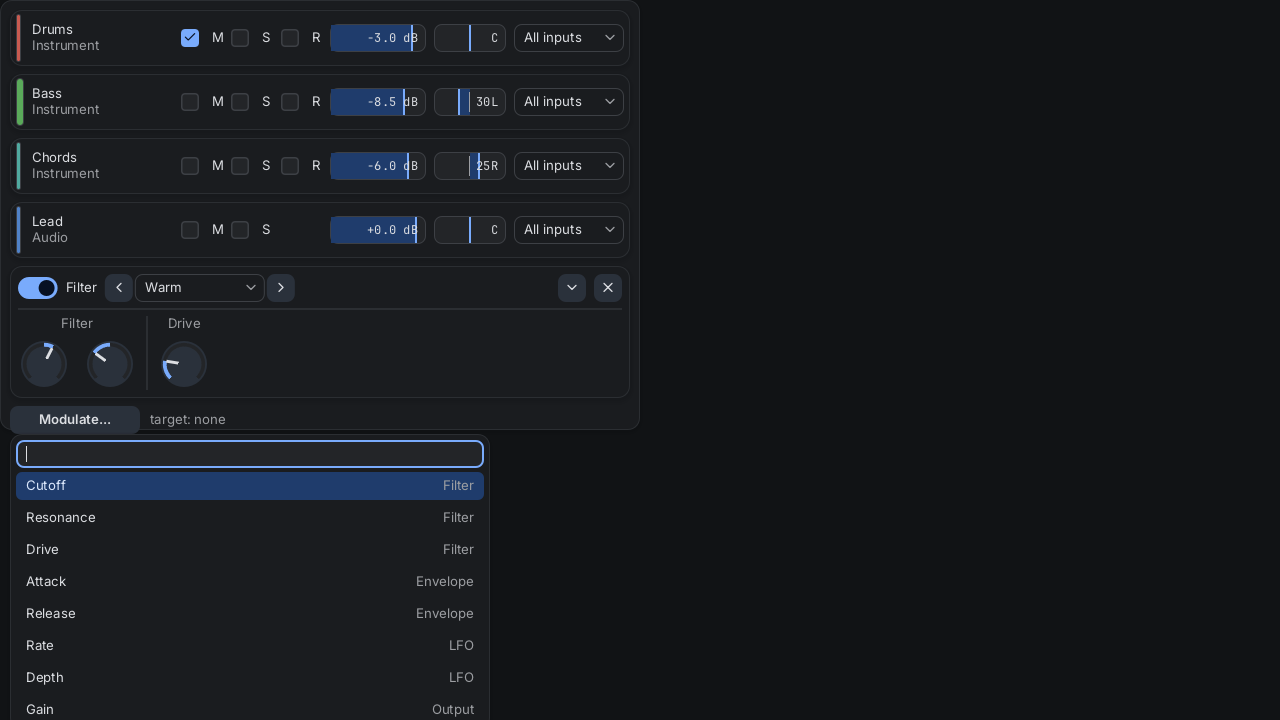 Drums
Instrument
M S R -3.0 dB C All inputs
Bass
Instrument
M S R -8.5 dB 30L All inputs
Chords
Instrument
M S R -6.0 dB 25R All inputs
Lead
Audio
M S +0.0 dB C All inputs
Filter Warm
Filter Drive
Modulate... target: none
Cutoff Filter
Resonance Filter
Drive Filter
Attack Envelope
Release Envelope
Rate LFO
Depth LFO
Gain Output